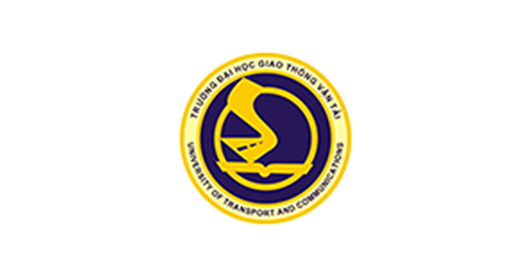 TRƯỜNG ĐẠI HỌC GIAO THÔNG VẬN TẢI
UNIVERSITY OF TRANSPORT AND COMMUNICATIONS